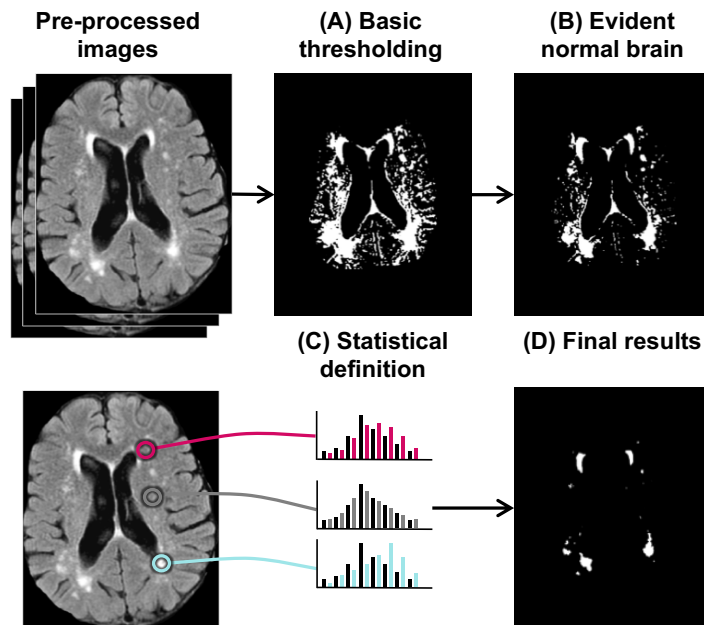 Pre-processed
images
(A) Basic
thresholding
(B) Evident
normal brain
(C) Statistical
definition
(D) Final results